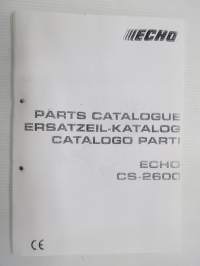 ECHO
PARTS CATALOGUE
ERSATZEIL-KATALOG
CATALOGO PARTI
ECHO
CS-2600
CE